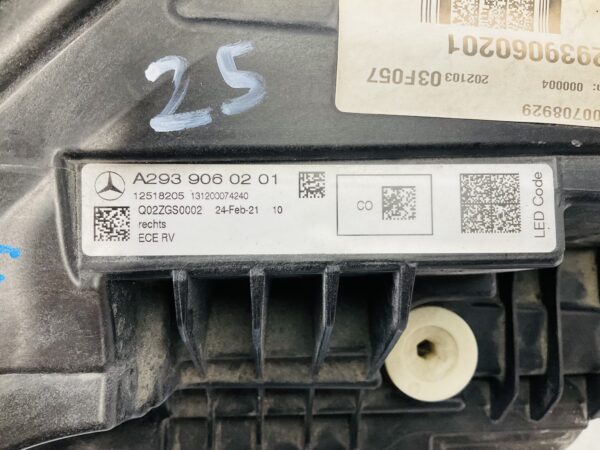 25
2939060201
202103 03F057
000004
00708929
A293 906 02 01
12518205 131200074240
Q02ZGS0002 24-Feb-21 10
rechts
ECE RV
CO
LED Code